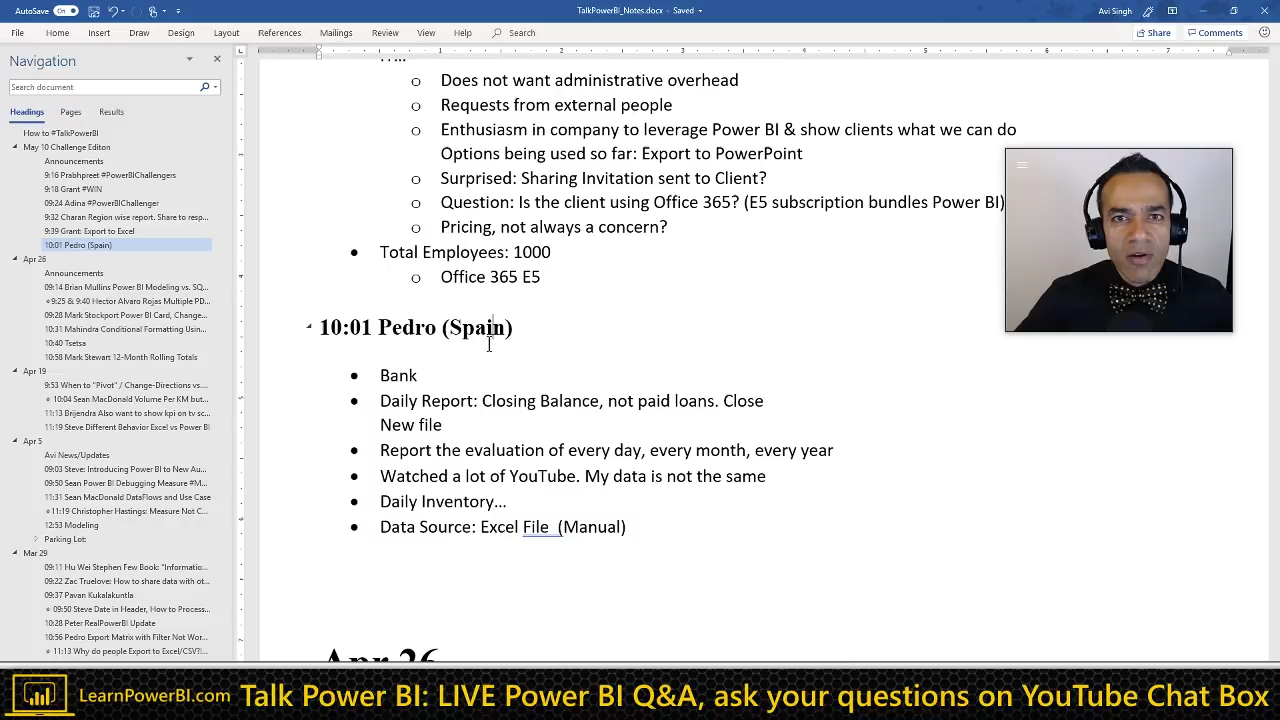 AutoSave On
TalkPowerBI_Notes.docx - Saved
Avi Singh
File Home Insert Draw Design Layout References Mailings Review View Help Search
Share Comments
Navigation
Search document
Headings Pages Results
How to #TalkPowerBI
May 10 Challenge Editon
Announcements
9:16 Prabhpreet #PowerBIChallengers
9:18 Grant #WIN
09:24 Adina #PowerBIChallenger
9:32 Charan Region wise report. Share to resp...
9:39 Grant: Export to Excel
10:01 Pedro (Spain)
Apr 26
Announcements
09:14 Brian Mullins Power BI Modeling vs. SQ...
9:25 & 9:40 Hector Alvaro Rojas Multiple PD...
09:28 Mark Stockport Power BI Card, Change...
10:31 Mahindra Conditional Formatting Usin...
10:40 Tsetsa
10:58 Mark Stewart 12-Month Rolling Totals
Apr 19
9:53 When to "Pivot" / Change-Directions vs....
10:04 Sean MacDonald Volume Per KM but...
11:13 Brijendra Also want to show kpi on tv sc...
11:19 Steve Different Behavior Excel vs Power BI
Apr 5
Avi News/Updates
09:03 Steve: Introducing Power BI to New Au...
09:50 Sean Power BI Debugging Measure #M...
11:31 Sean MacDonald DataFlows and Use Case
11:19 Christopher Hastings: Measure Not C...
12:53 Modeling
Parking Lot:
Mar 29
09:11 Hu Wei Stephen Few Book: "Informatio...
09:22 Zac Truelove: How to share data with ot...
09:37 Pavan Kukalakuntla
09:50 Steve Date in Header, How to Process...
10:28 Peter RealPowerBI Update
10:56 Pedro Export Matrix with Filter Not Wor...
11:13 Why do people Export to Excel/CSV?!...
o Does not want administrative overhead
o Requests from external people
o Enthusiasm in company to leverage Power BI & show clients what we can do
Options being used so far: Export to PowerPoint
o Surprised: Sharing Invitation sent to Client?
o Question: Is the client using Office 365? (E5 subscription bundles Power BI)
o Pricing, not always a concern?
• Total Employees: 1000
o Office 365 E5
10:01 Pedro (Spain)
• Bank
• Daily Report: Closing Balance, not paid loans. Close
New file
• Report the evaluation of every day, every month, every year
• Watched a lot of YouTube. My data is not the same
• Daily Inventory...
• Data Source: Excel File (Manual)
Apr 26
LearnPowerBI.com Talk Power BI: LIVE Power BI Q&A, ask your questions on YouTube Chat Box